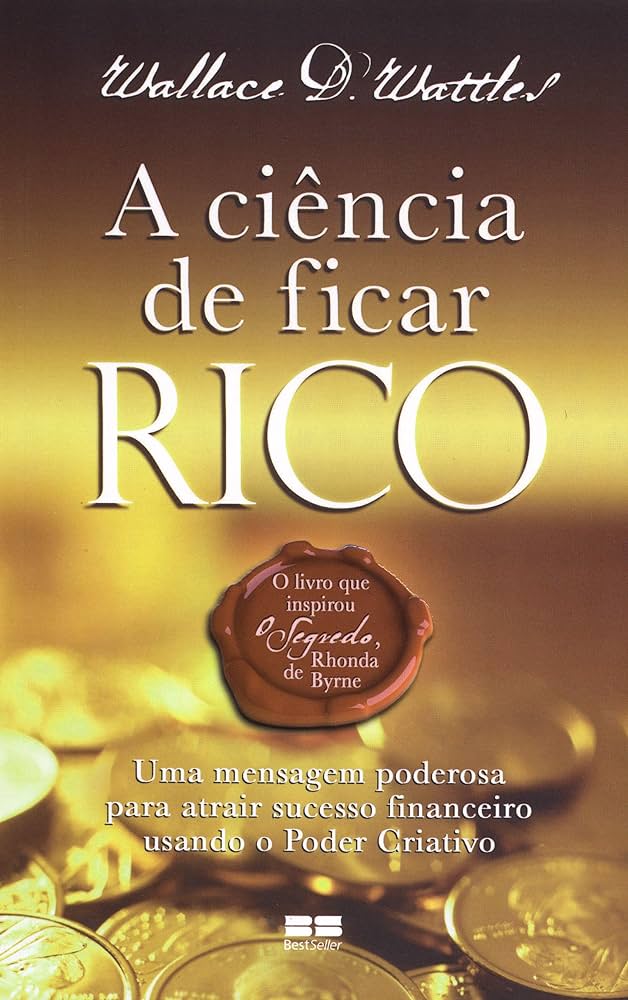 Wallace D. Wattles
A ciência
de ficar
RICO
O livro que
inspirou
O Segredo,
de Rhonda
Byrne
Uma mensagem poderosa
para atrair sucesso financeiro
usando o Poder Criativo
BS
BestSeller